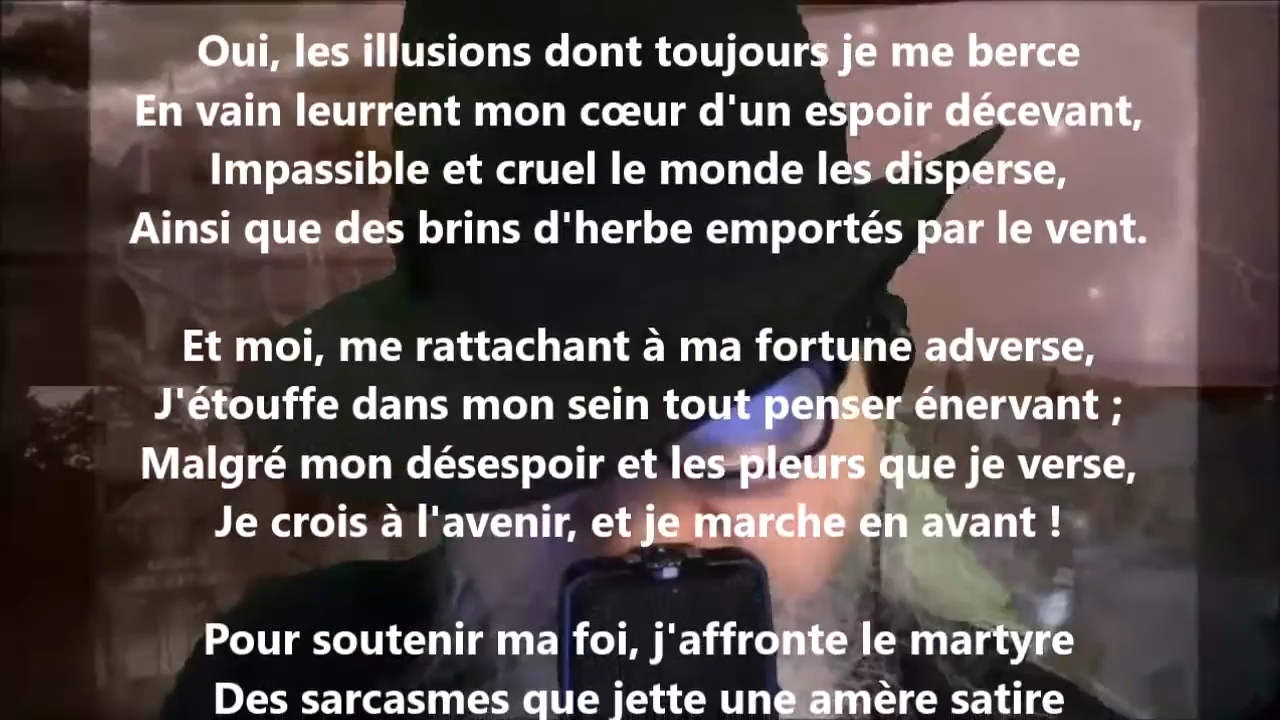 Oui, les illusions dont toujours je me berce
En vain leurrent mon cœur d'un espoir décevant,
Impassible et cruel le monde les disperse,
Ainsi que des brins d'herbe emportés par le vent.
Et moi, me rattachant à ma fortune adverse,
J'étouffe dans mon sein tout penser énervant ;
Malgré mon désespoir et les pleurs que je verse,
Je crois à l'avenir, et je marche en avant !
Pour soutenir ma foi, j'affronte le martyre
Des sarcasmes que jette une amère satire